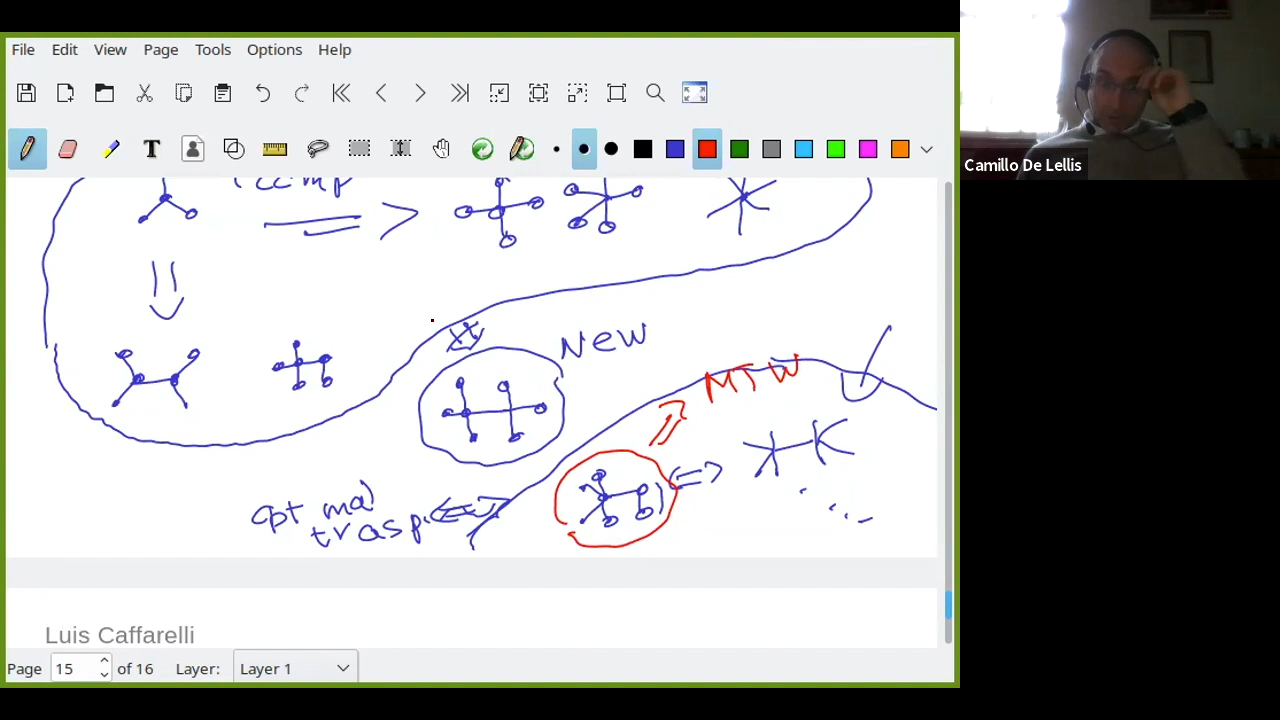 File Edit View Page Tools Options Help
T
Camillo De Lellis
New
MTW
opt mal
trasp.
Luis Caffarelli
Page 15 of 16 Layer: Layer 1